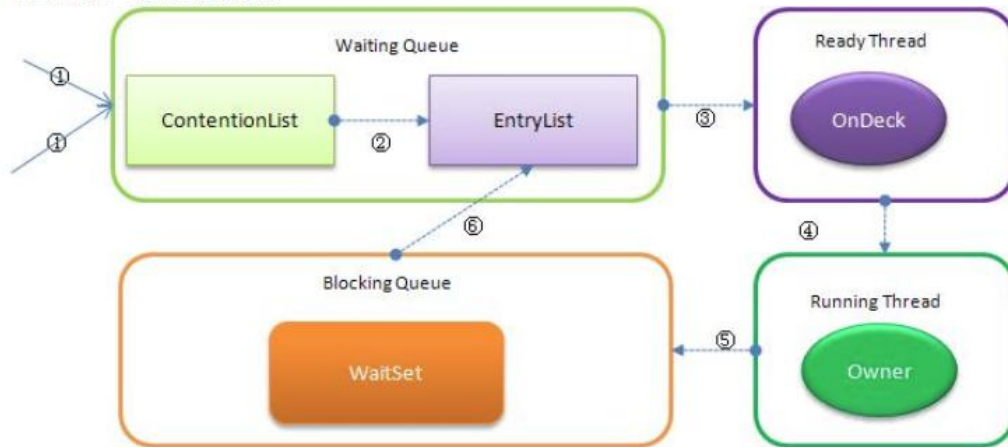 Waiting Queue
Ready Thread
①
ContentionList
②
EntryList
③
OnDeck
①
④
⑥
Blocking Queue
Running Thread
WaitSet
⑤
Owner